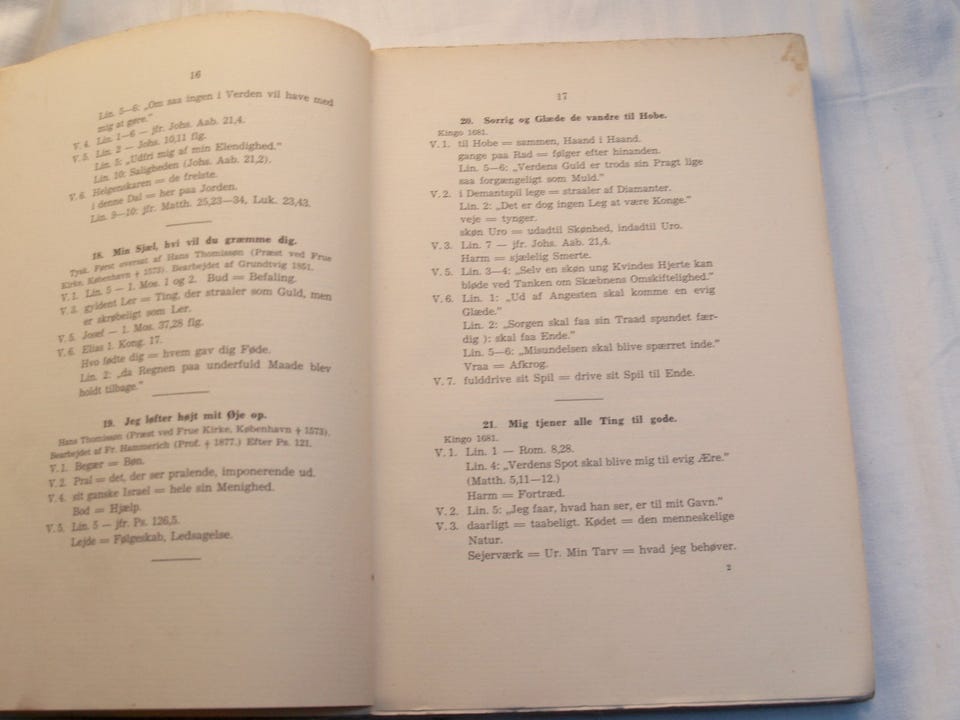 16
Lin. 5—6: „Om saa ingen i Verden vil have med
mig at gøre."
V. 4. Lin. 1—6 — jfr. Johs. Aab. 21,4.
V. 5. Lin. 2 — Johs. 10,11 flg.
Lin. 5: „Udfri mig af min Elendighed."
Lin. 10: Saligheden (Johs. Aab. 21,2).
V. 6. Helgenskaren = de frelste.
i denne Dal = her paa Jorden.
Lin. 9—10: jfr. Matth. 25,23—34, Luk. 23,43.
18. Min Sjæl, hvi vil du græmme dig.
Tysk. Først oversat af Hans Thomissøn (Præst ved Frue
Kirke, København † 1573). Bearbejdet af Grundtvig 1851.
V. 1. Lin. 5 — 1. Mos. 1 og 2. Bud = Befaling.
V. 3. gyldent Ler = Ting, der straaler som Guld, men
er skrøbeligt som Ler.
V. 5. Josef — 1. Mos. 37,28 flg.
V. 6. Elias 1. Kong. 17.
Hvo fødte dig = hvem gav dig Føde.
Lin. 2: „da Regnen paa underfuld Maade blev
holdt tilbage."
19. Jeg løfter højt mit Øje op.
Hans Thomissøn (Præst ved Frue Kirke, København † 1573).
Bearbejdet af Fr. Hammerich (Prof. † 1877.) Efter Ps. 121.
V. 1. Begær = Bøn.
V. 2. Pral = det, der ser pralende, imponerende ud.
V. 4. sit ganske Israel = hele sin Menighed.
Bod = Hjælp.
V. 5. Lin. 5 — jfr. Ps. 126,5.
Lejde = Følgeskab, Ledsagelse.
17
20. Sorrig og Glæde de vandre til Hobe.
Kingo 1681.
V. 1. til Hobe = sammen, Haand i Haand.
gange paa Rad = følger efter hinanden.
Lin. 5—6: „Verdens Guld er trods sin Pragt lige
saa forgængeligt som Muld."
V. 2. i Demantspil lege = straaler af Diamanter.
Lin. 2: „Det er dog ingen Leg at være Konge."
veje = tynger.
skøn Uro = udadtil Skønhed, indadtil Uro.
V. 3. Lin. 7 — jfr. Johs. Aab. 21,4.
Harm = sjælelig Smerte.
V. 5. Lin. 3—4: „Selv en skøn ung Kvindes Hjerte kan
bløde ved Tanken om Skæbnens Omskiftelighed."
V. 6. Lin. 1: „Ud af Angesten skal komme en evig
Glæde."
Lin. 2: „Sorgen skal faa sin Traad spundet fær-
dig ): skal faa Ende."
Lin. 5—6: „Misundelsen skal blive spærret inde."
Vraa = Afkrog.
V. 7. fulddrive sit Spil = drive sit Spil til Ende.
21. Mig tjener alle Ting til gode.
Kingo 1681.
V. 1. Lin. 1 — Rom. 8,28.
Lin. 4: „Verdens Spot skal blive mig til evig Ære."
(Matth. 5,11—12.)
Harm = Fortræd.
V. 2. Lin. 5: „Jeg faar, hvad han ser, er til mit Gavn."
V. 3. daarligt = taabeligt. Kødet = den menneskelige
Natur.
Sejerværk = Ur. Min Tarv = hvad jeg behøver.
2